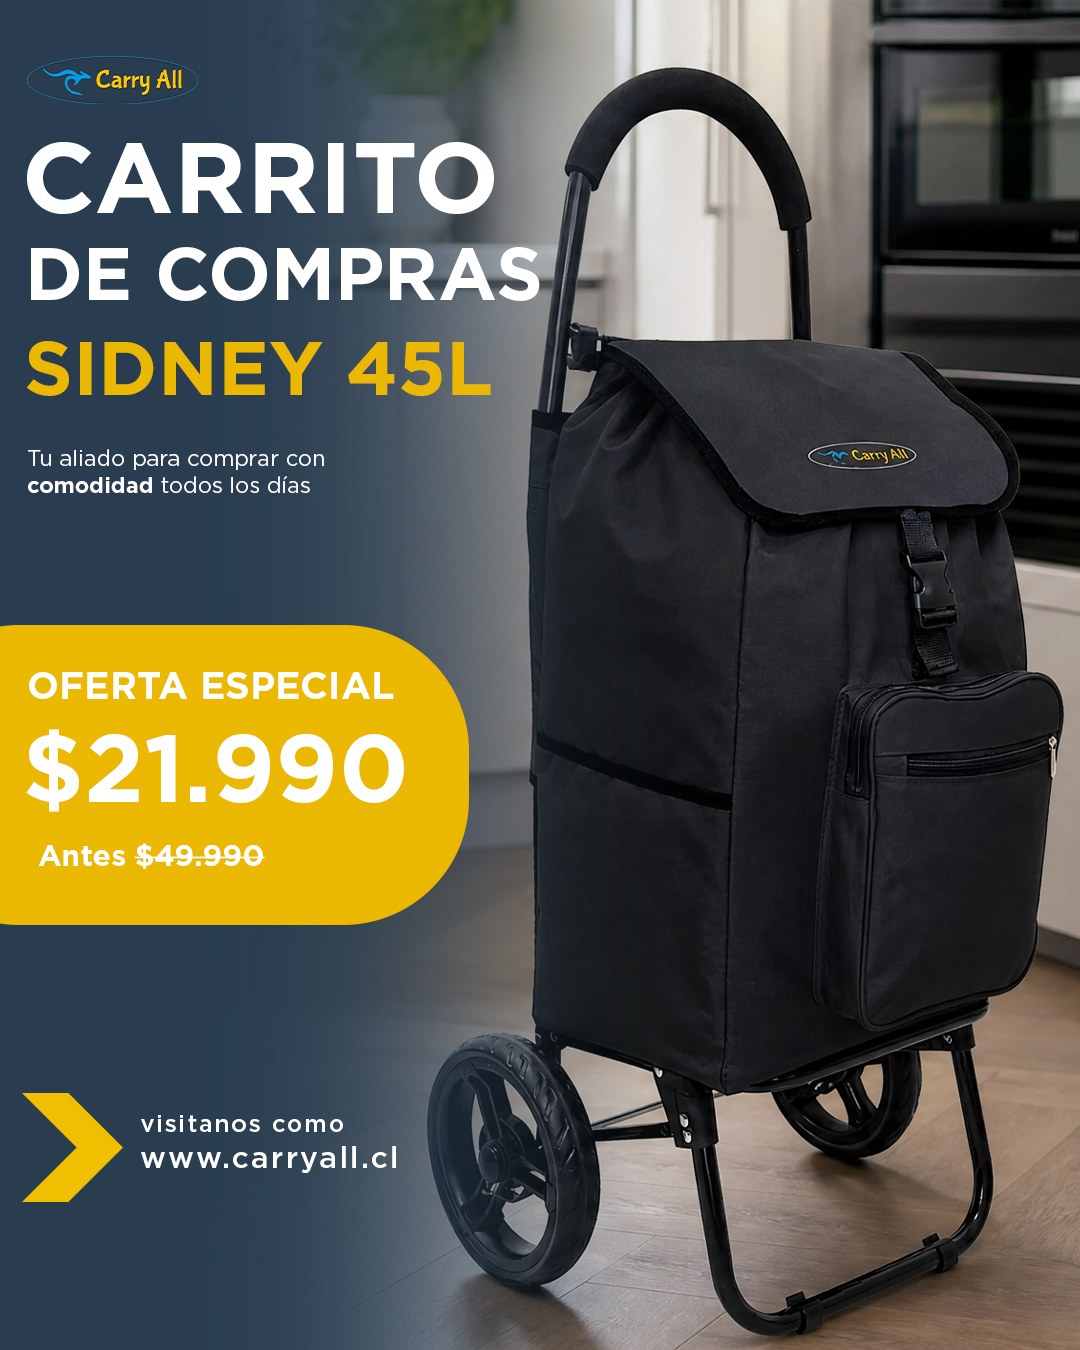 Carry All
CARRITO
DE COMPRAS
SIDNEY 45L
Tu aliado para comprar con
comodidad todos los días
Carry All
OFERTA ESPECIAL
$21.990
Antes $49.990
visitanos como
www.carryall.cl